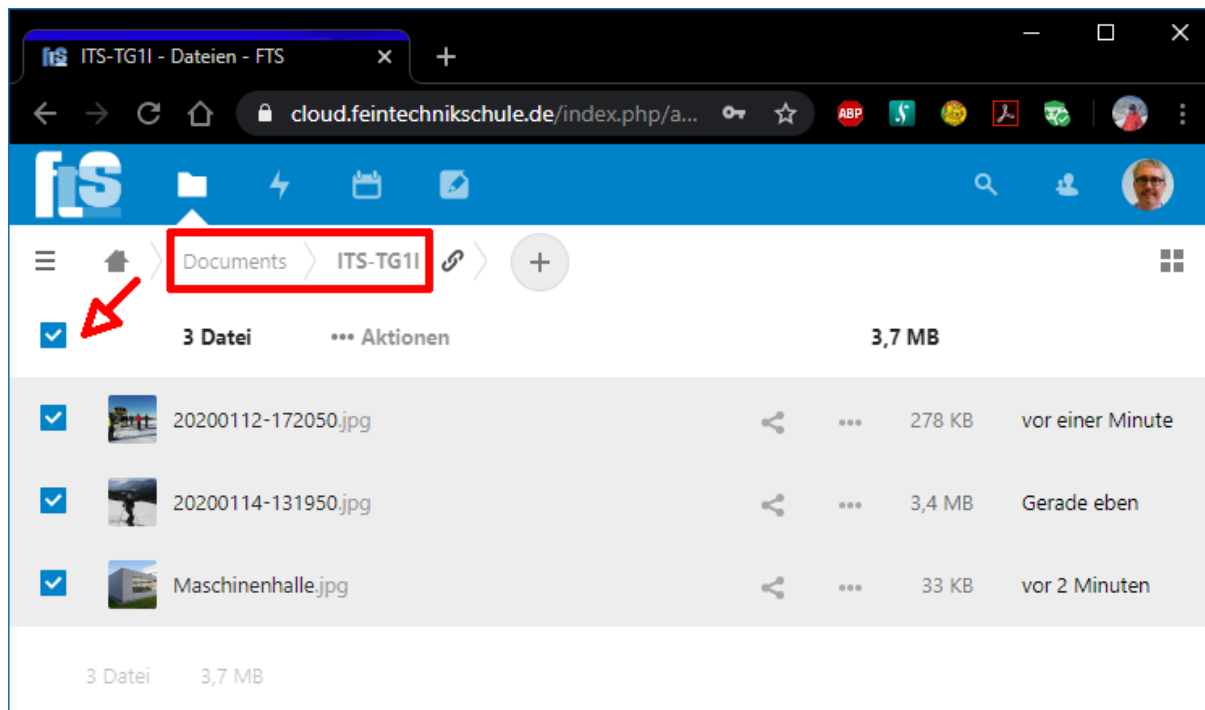 ftS ITS-TG1I - Dateien - FTS
cloud.feintechnikschule.de/index.php/a... ABP
ftS
Documents ITS-TG1I
3 Datei ••• Aktionen 3,7 MB
20200112-172050.jpg 278 KB vor einer Minute
20200114-131950.jpg 3,4 MB Gerade eben
Maschinenhalle.jpg 33 KB vor 2 Minuten
3 Datei 3,7 MB